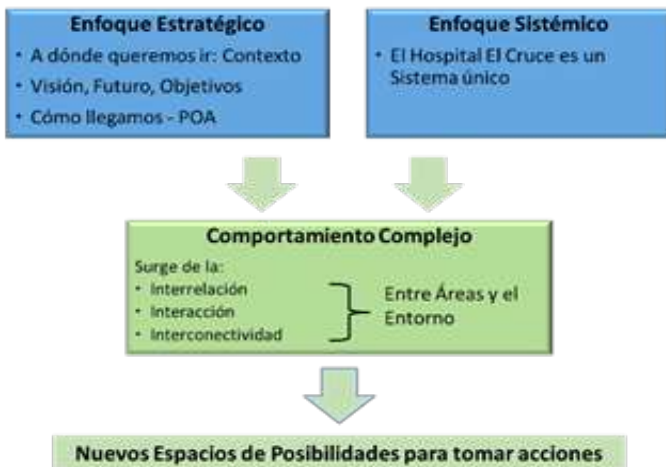 Enfoque Estratégico
• A dónde queremos ir: Contexto
• Visión, Futuro, Objetivos
• Cómo llegamos - POA
Enfoque Sistémico
• El Hospital El Cruce es un
Sistema único
Comportamiento Complejo
Surge de la:
• Interrelación
• Interacción
• Interconectividad
Entre Áreas y el
Entorno
Nuevos Espacios de Posibilidades para tomar acciones